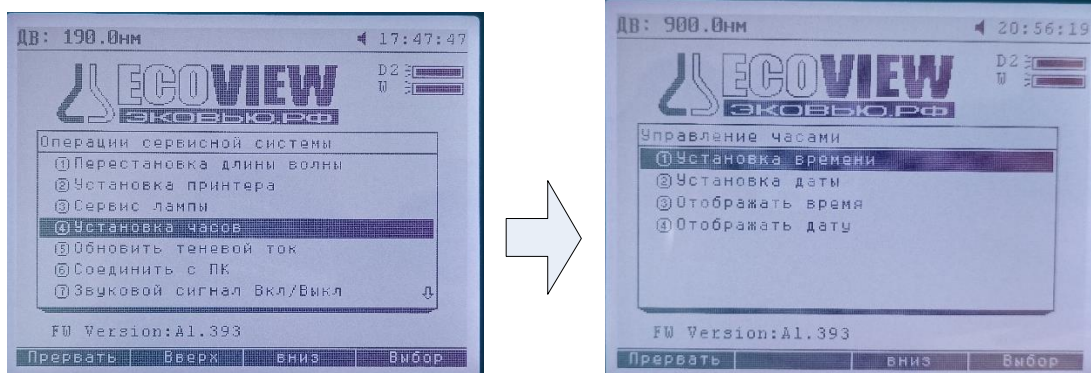 ДВ: 190.0нм 17:47:47
ECOVIEW
ЭКОВЬЮ.РФ
D2
W
Операции сервисной системы
①Перестановка длины волны
②Установка принтера
③Сервис лампы
④Установка часов
⑤Обновить теневой ток
⑥Соединить с ПК
⑦Звуковой сигнал Вкл/Выкл
FW Version:A1.393
Прервать Вверх вниз Выбор
ДВ: 900.0нм 20:56:19
ECOVIEW
ЭКОВЬЮ.РФ
D2
W
Управление часами
①Установка времени
②Установка даты
③Отображать время
④Отображать дату
FW Version:A1.393
Прервать вниз Выбор